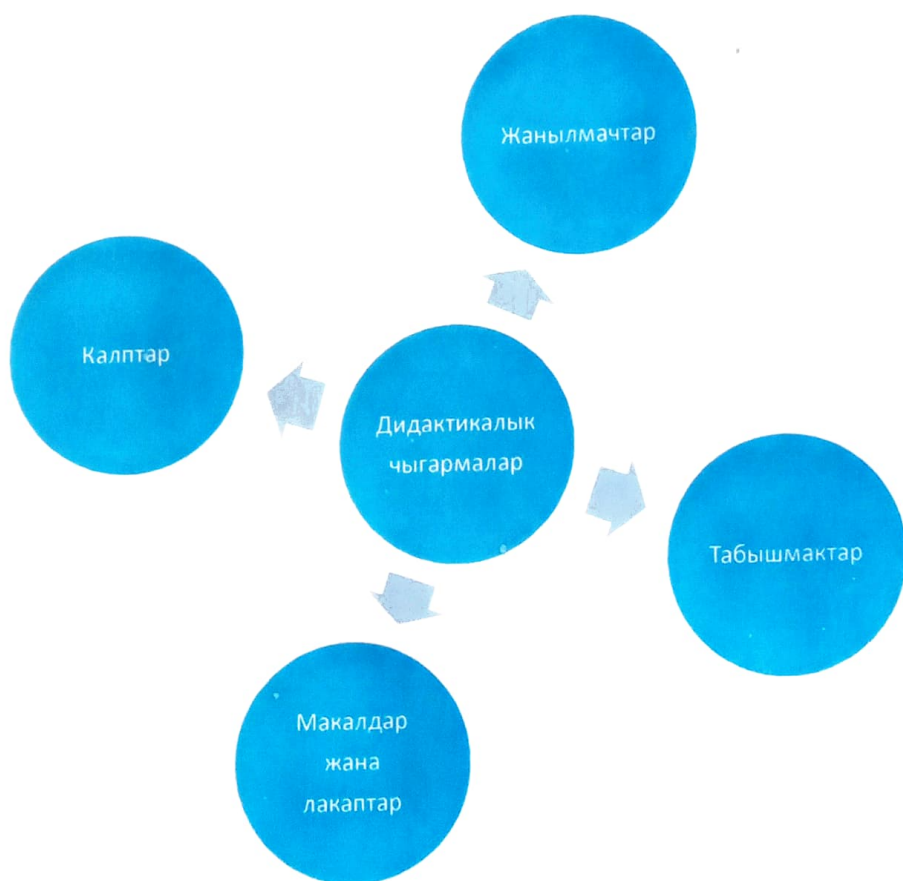 Жанылмачтар
Калптар
Дидактикалык
чыгармалар
Табышмактар
Макалдар
жана
лакаптар